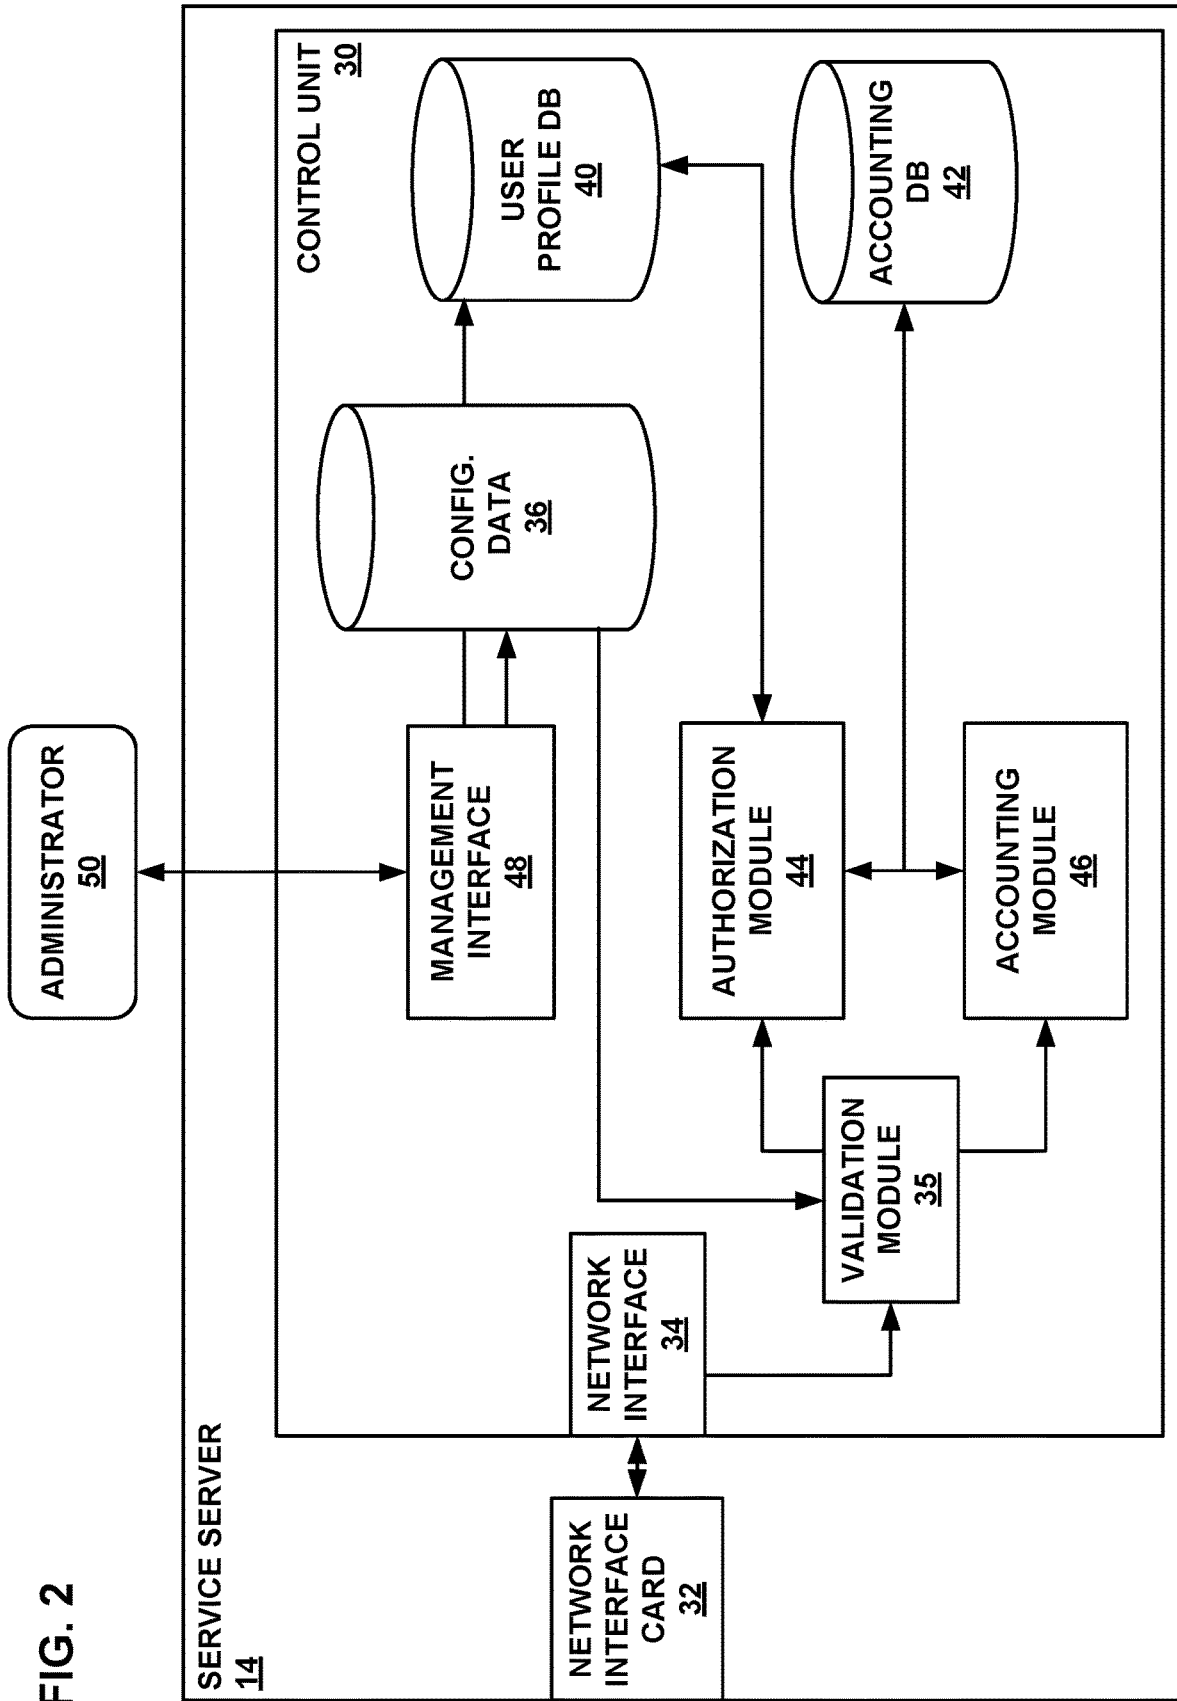 FIG. 2
ADMINISTRATOR
50
SERVICE SERVER
14
CONTROL UNIT
30
MANAGEMENT
INTERFACE
48
CONFIG.
DATA
36
USER
PROFILE DB
40
NETWORK
INTERFACE
CARD
32
NETWORK
INTERFACE
34
VALIDATION
MODULE
35
AUTHORIZATION
MODULE
44
ACCOUNTING
MODULE
46
ACCOUNTING
DB
42